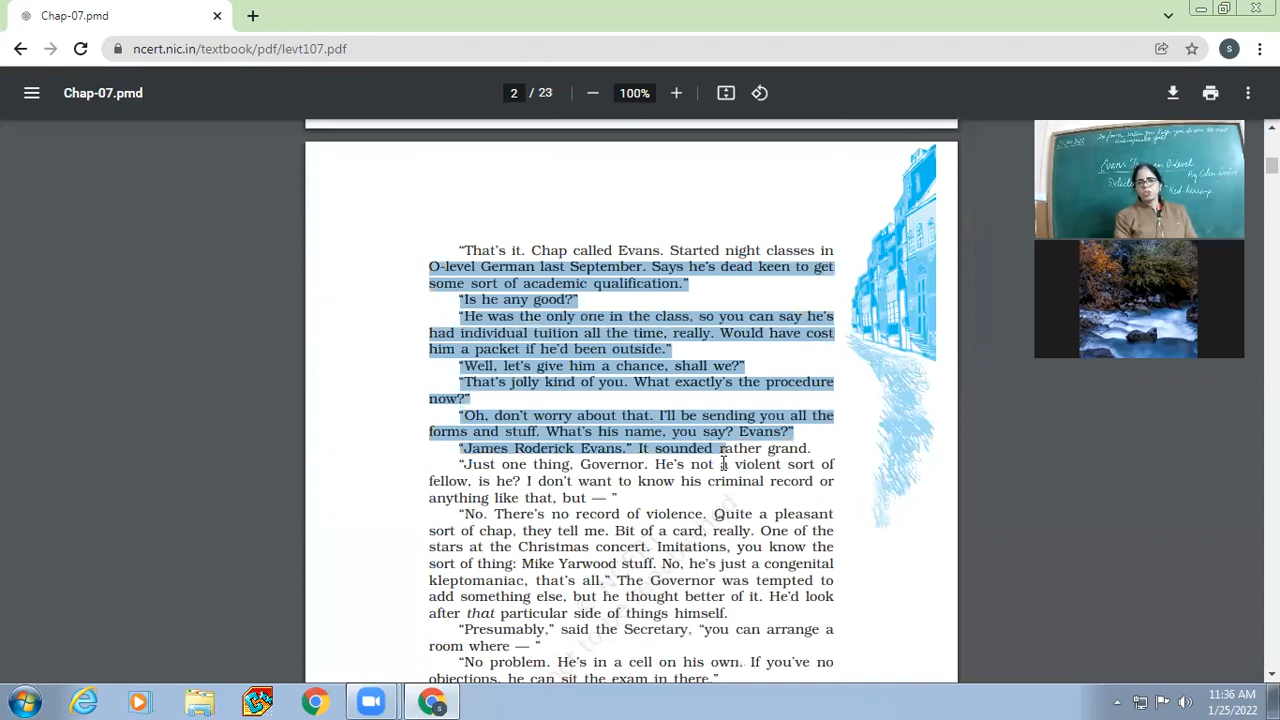 Chap-07.pmd
ncert.nic.in/textbook/pdf/levt107.pdf
S
Chap-07.pmd
2 / 23
100%
“That’s it. Chap called Evans. Started night classes in
O-level German last September. Says he’s dead keen to get
some sort of academic qualification.”
“Is he any good?”
“He was the only one in the class, so you can say he’s
had individual tuition all the time, really. Would have cost
him a packet if he’d been outside.”
“Well, let’s give him a chance, shall we?”
“That’s jolly kind of you. What exactly’s the procedure
now?”
“Oh, don’t worry about that. I’ll be sending you all the
forms and stuff. What’s his name, you say? Evans?”
“James Roderick Evans.” It sounded rather grand.
“Just one thing, Governor. He’s not a violent sort of
fellow, is he? I don’t want to know his criminal record or
anything like that, but — ”
“No. There’s no record of violence. Quite a pleasant
sort of chap, they tell me. Bit of a card, really. One of the
stars at the Christmas concert. Imitations, you know the
sort of thing: Mike Yarwood stuff. No, he’s just a congenital
kleptomaniac, that’s all.” The Governor was tempted to
add something else, but he thought better of it. He’d look
after that particular side of things himself.
“Presumably,” said the Secretary, “you can arrange a
room where — ”
“No problem. He’s in a cell on his own. If you’ve no
objections, he can sit the exam in there.”
11:36 AM
1/25/2022